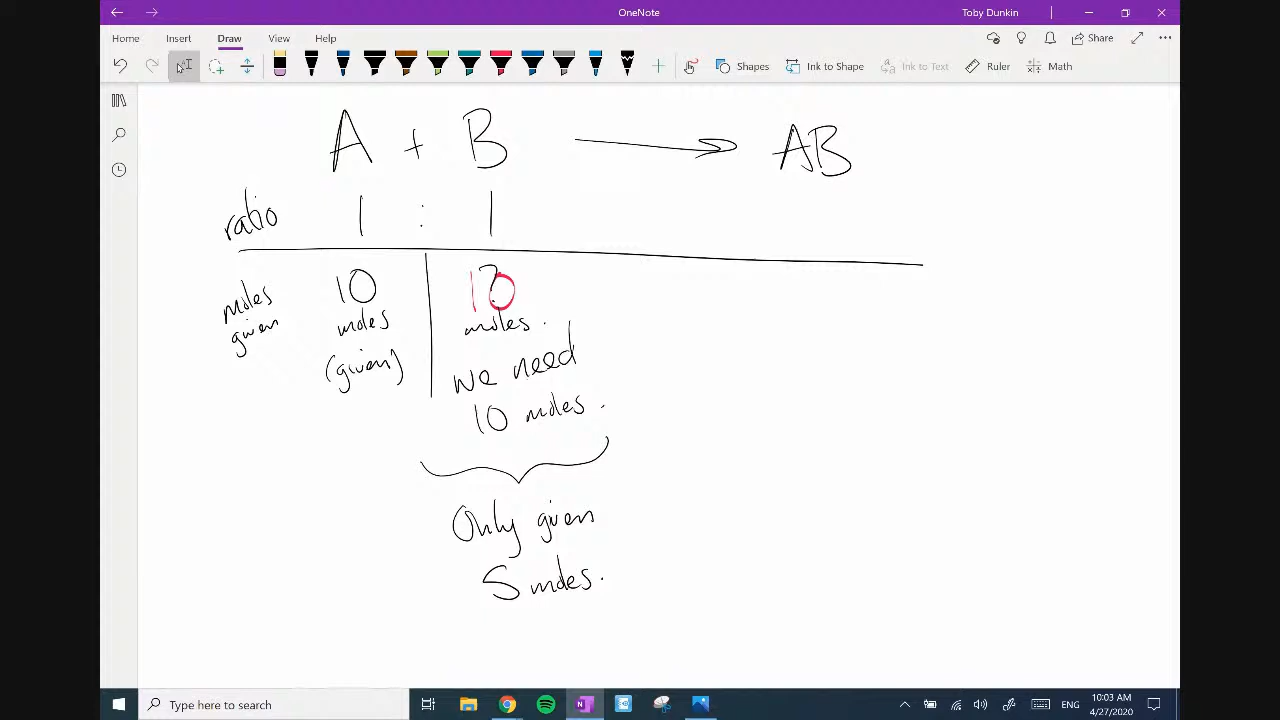 OneNote
Toby Dunkin
Home Insert Draw View Help
Share
Shapes Ink to Shape Ink to Text Ruler Math
A + B → AB
ratio 1 : 1
moles given 10 moles (given)
10
moles.
we need
10 moles.
Only given
5 moles.
Type here to search
ENG
10:03 AM
4/27/2020